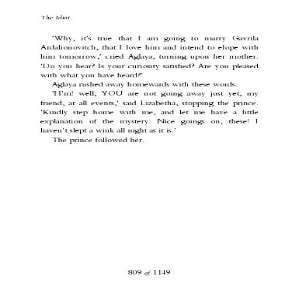 The Idiot
'Why, it's true that I am going to marry Gavrila
Ardalionovitch, that I love him and intend to elope with
him tomorrow,' cried Aglaya, turning upon her mother.
'Do you hear? Is your curiosity satisfied? Are you pleased
with what you have heard?'
Aglaya rushed away homewards with these words.
'H'm! well, YOU are not going away just yet, my
friend, at all events,' said Lizabetha, stopping the prince.
'Kindly step home with me, and let me have a little
explanation of the mystery. Nice goings on, these! I
haven't slept a wink all night as it is.'
The prince followed her.
809 of 1149